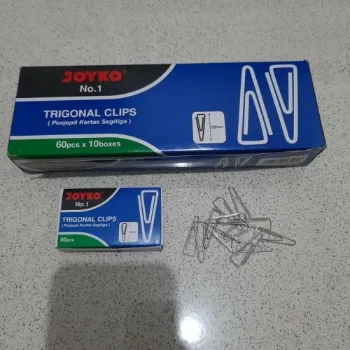 JOYKO
No.1
TRIGONAL CLIPS
( Penjepit Kertas Segitiga )
60pcs x 10boxes
JOYKO
No.1
TRIGONAL CLIPS
( Penjepit Kertas Segitiga )
60pcs